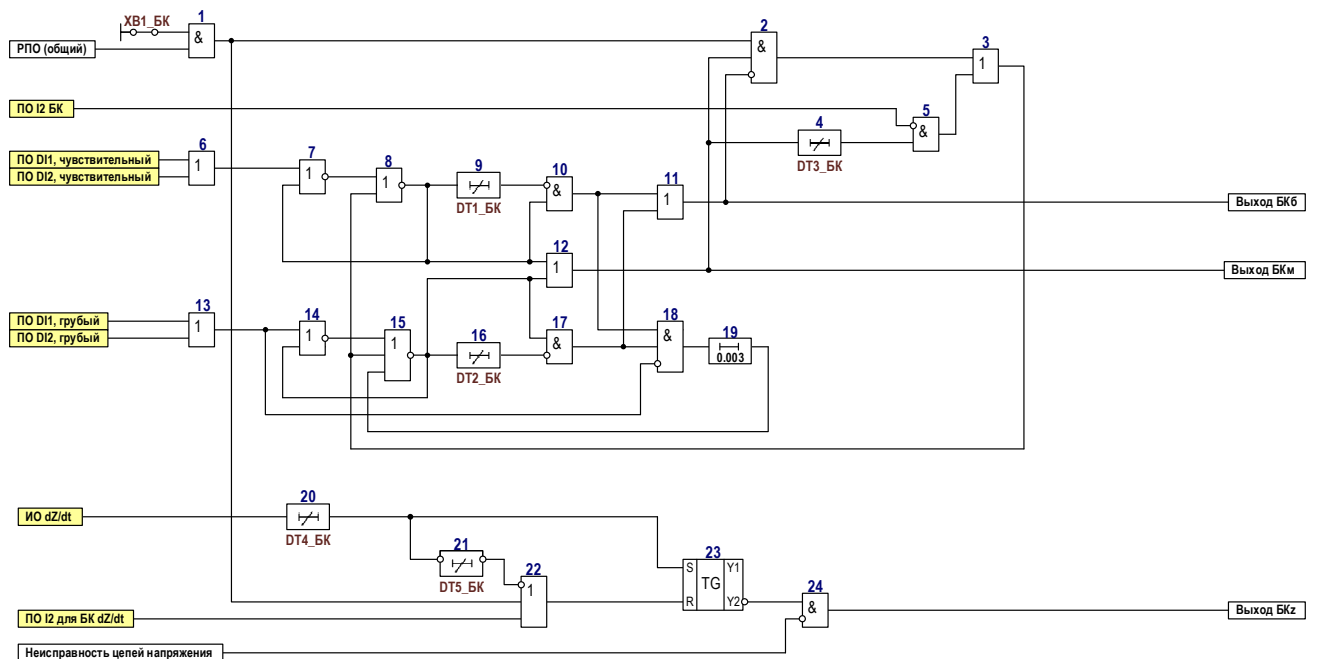 XB1_БК
1
&
РПО (общий)
2
&
3
1
ПО I2 БК
4
DT3_БК
5
&
ПО DI1, чувствительный
ПО DI2, чувствительный
6
1
7
1
8
1
9
DT1_БК
10
&
11
1
Выход БКб
12
1
Выход БКм
ПО DI1, грубый
ПО DI2, грубый
13
1
14
1
15
1
16
DT2_БК
17
&
18
&
19
0.003
ИО dZ/dt
20
DT4_БК
21
DT5_БК
22
1
23
S
R
TG
Y1
Y2
24
&
Выход БКz
ПО I2 для БК dZ/dt
Неисправность цепей напряжения